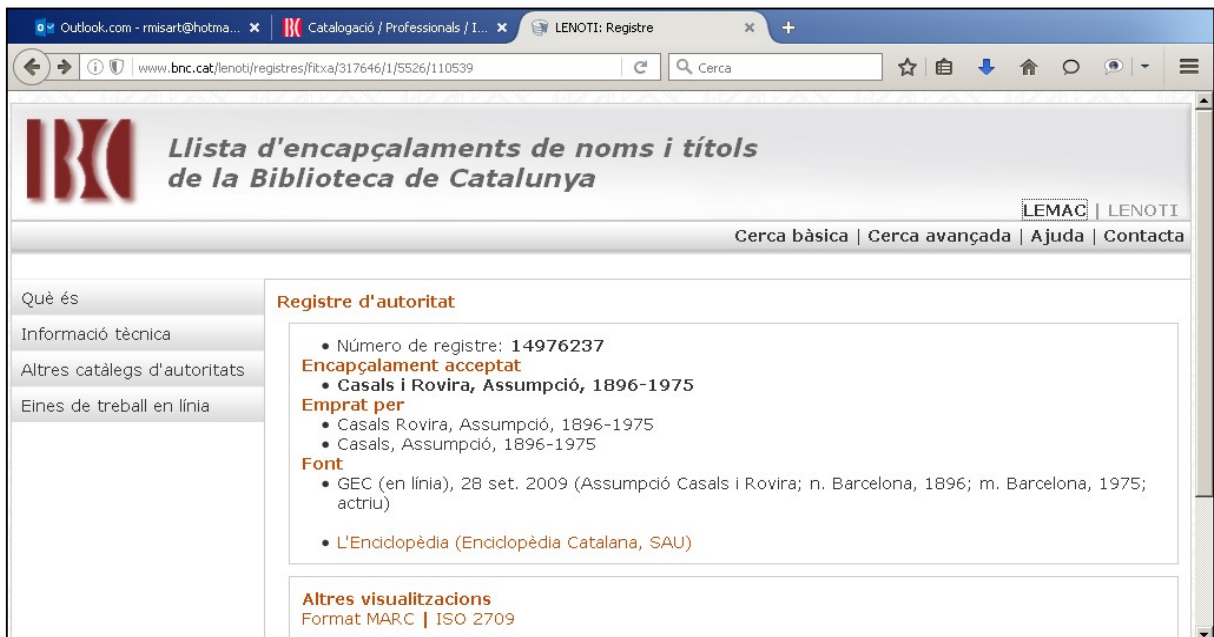 Outlook.com - rmisart@hotma...
Catalogació / Professionals / I...
LENOTI: Registre
www.bnc.cat/lenoti/registres/fitxa/317646/1/5526/110539
Cerca
Llista d'encapçalaments de noms i títols
de la Biblioteca de Catalunya
LEMAC | LENOTI
Cerca bàsica | Cerca avançada | Ajuda | Contacta
Què és
Informació tècnica
Altres catàlegs d'autoritats
Eines de treball en línia
Registre d'autoritat
• Número de registre: 14976237
Encapçalament acceptat
• Casals i Rovira, Assumpció, 1896-1975
Emprat per
• Casals Rovira, Assumpció, 1896-1975
• Casals, Assumpció, 1896-1975
Font
• GEC (en línia), 28 set. 2009 (Assumpció Casals i Rovira; n. Barcelona, 1896; m. Barcelona, 1975;
actriu)
• L'Enciclopèdia (Enciclopèdia Catalana, SAU)
Altres visualitzacions
Format MARC | ISO 2709